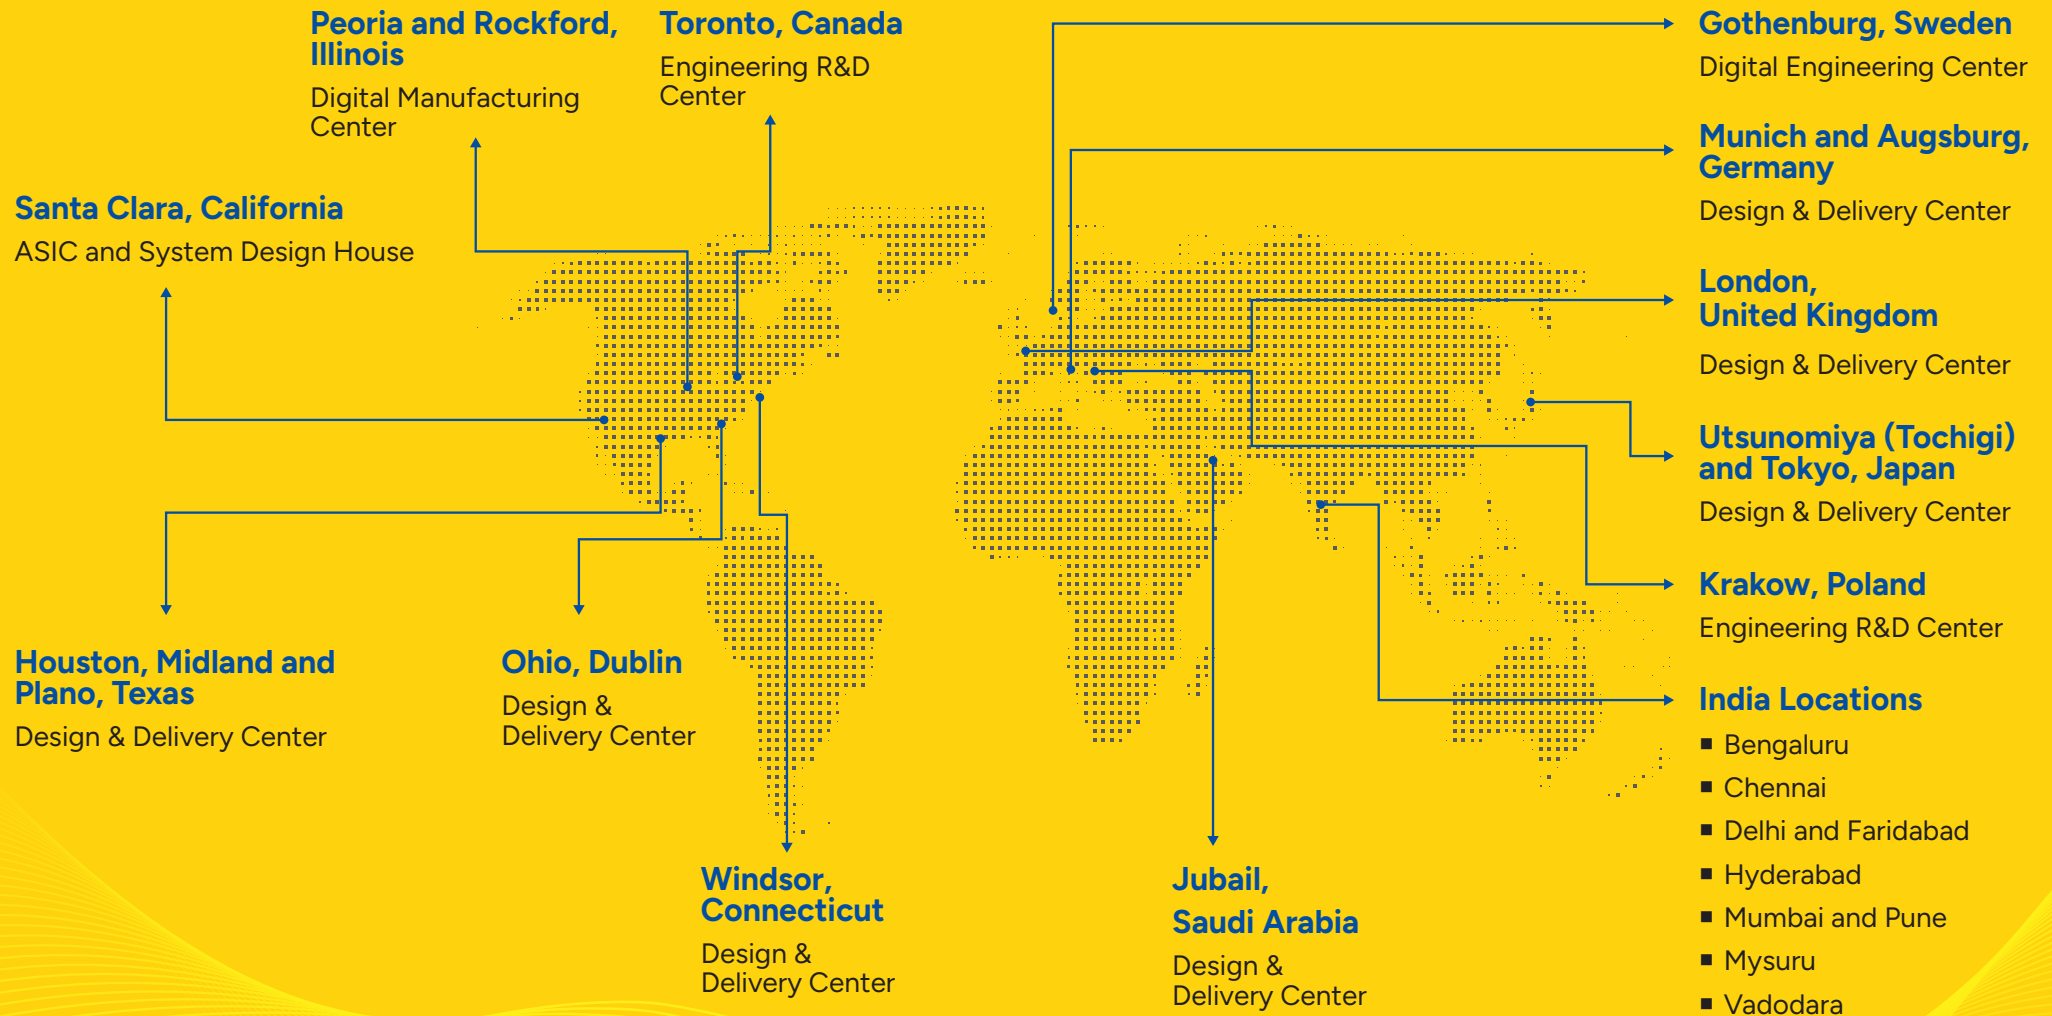 Peoria and Rockford,
Illinois
Digital Manufacturing
Center
Toronto, Canada
Engineering R&D
Center
Gothenburg, Sweden
Digital Engineering Center
Munich and Augsburg,
Germany
Design & Delivery Center
Santa Clara, California
ASIC and System Design House
London,
United Kingdom
Design & Delivery Center
Utsunomiya (Tochigi)
and Tokyo, Japan
Design & Delivery Center
Krakow, Poland
Engineering R&D Center
Houston, Midland and
Plano, Texas
Design & Delivery Center
Ohio, Dublin
Design &
Delivery Center
Windsor,
Connecticut
Design &
Delivery Center
Jubail,
Saudi Arabia
Design &
Delivery Center
India Locations
■ Bengaluru
■ Chennai
■ Delhi and Faridabad
■ Hyderabad
■ Mumbai and Pune
■ Mysuru
■ Vadodara